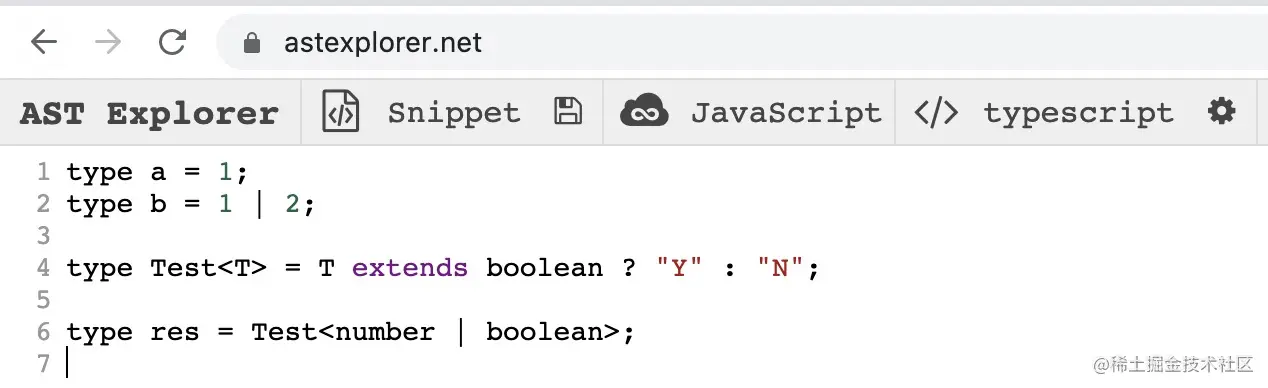 astexplorer.net
AST Explorer Snippet JavaScript </> typescript
1 type a = 1;
2 type b = 1 | 2;
3
4 type Test<T> = T extends boolean ? "Y" : "N";
5
6 type res = Test<number | boolean>;
7
@稀土掘金技术社区